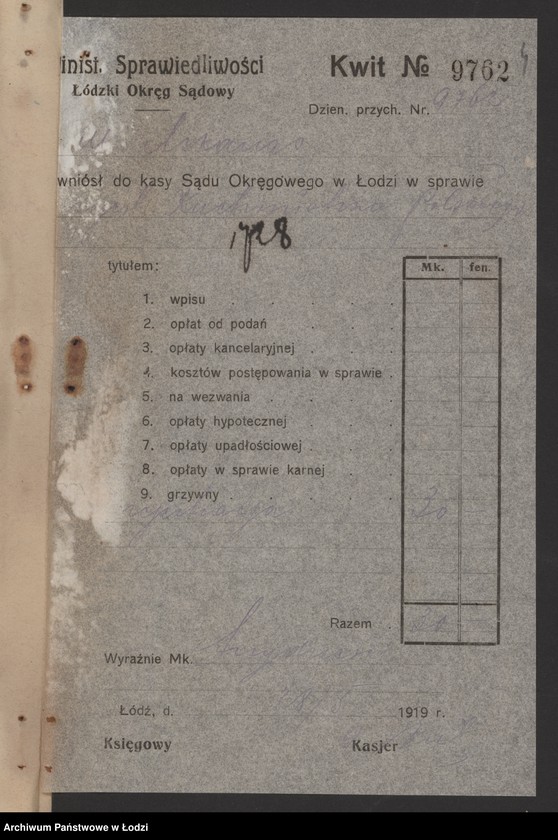 inist. Sprawiedliwości
Łódzki Okręg Sądowy
Kwit № 9762
Dzien. przych. Nr. 9762
wniósł do kasy Sądu Okręgowego w Łodzi w sprawie
1728
tytułem:
Mk. fen.
1. wpisu
2. opłat od podań
3. opłaty kancelaryjnej
4. kosztów postępowania w sprawie
5. na wezwania
6. opłaty hypotecznej
7. opłaty upadłościowej
8. opłaty w sprawie karnej
9. grzywny
30
Razem 30
Wyraźnie Mk.
Łódź, d. 1919 r.
Księgowy Kasjer
Archiwum Państwowe w Łodzi